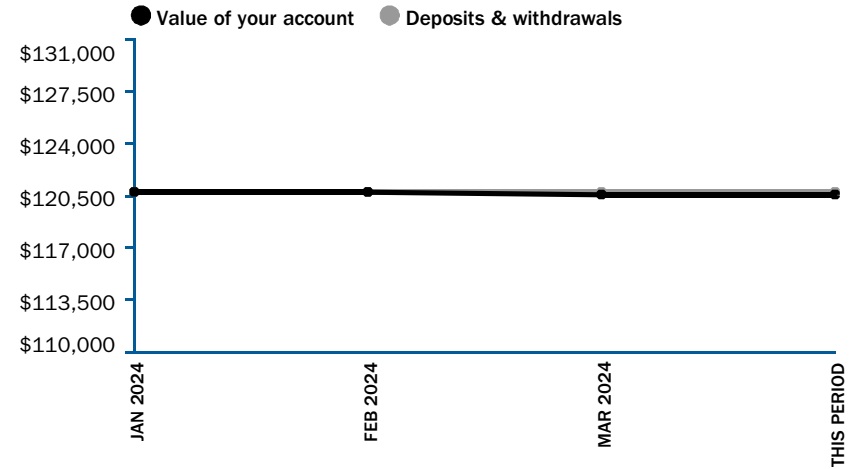 Value of your account Deposits & withdrawals
$131,000
$127,500
$124,000
$120,500
$117,000
$113,500
$110,000
JAN 2024
FEB 2024
MAR 2024
THIS PERIOD